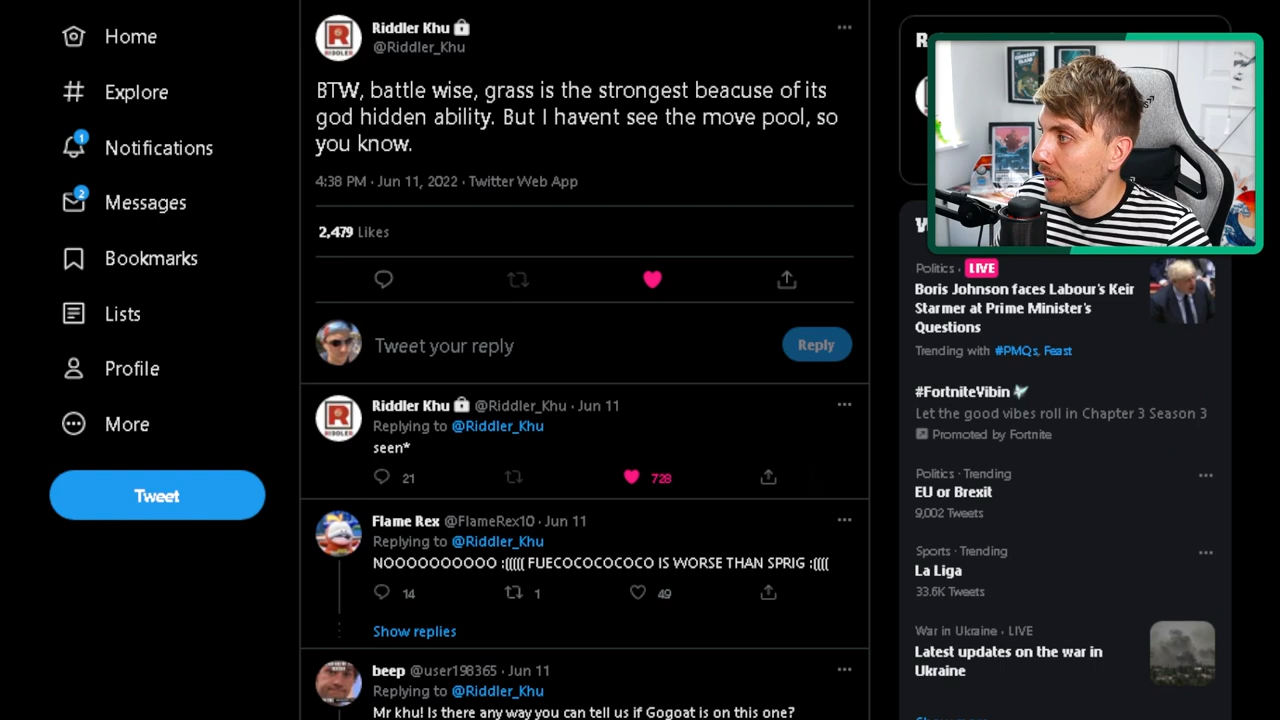 Home
Explore
1
Notifications
2
Messages
Bookmarks
Lists
Profile
More
Tweet
Riddler Khu
@Riddler_Khu
BTW, battle wise, grass is the strongest beacuse of its
god hidden ability. But I havent see the move pool, so
you know.
4:38 PM · Jun 11, 2022 · Twitter Web App
2,479 Likes
Tweet your reply
Reply
Riddler Khu @Riddler_Khu · Jun 11
Replying to @Riddler_Khu
seen*
21
728
Flame Rex @FlameRex10 · Jun 11
Replying to @Riddler_Khu
NOOOOOOOOOO :((((( FUECOCOCOCOCO IS WORSE THAN SPRIG :((((
14
1
49
Show replies
beep @user198365 · Jun 11
Replying to @Riddler_Khu
Mr khu! Is there any way you can tell us if Gogoat is on this one?
Politics · LIVE
Boris Johnson faces Labour's Keir
Starmer at Prime Minister's
Questions
Trending with #PMQs, Feast
#FortniteVibin
Let the good vibes roll in Chapter 3 Season 3
Promoted by Fortnite
Politics · Trending
EU or Brexit
9,002 Tweets
Sports · Trending
La Liga
33.6K Tweets
War in Ukraine · LIVE
Latest updates on the war in
Ukraine